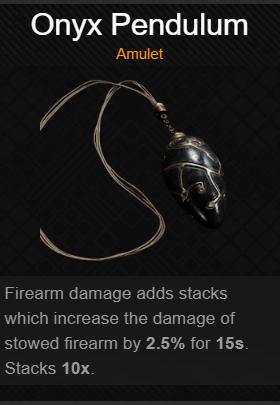 Onyx Pendulum
Amulet
Firearm damage adds stacks
which increase the damage of
stowed firearm by 2.5% for 15s.
Stacks 10x.